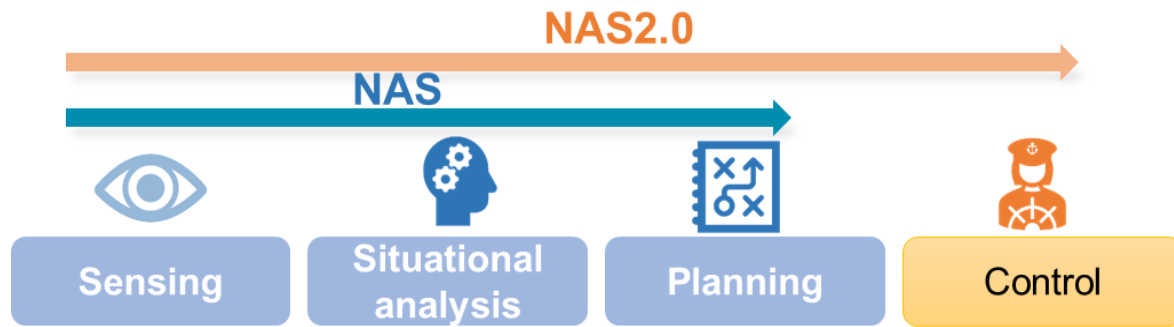 NAS2.0
NAS
Sensing
Situational
analysis
Planning
Control